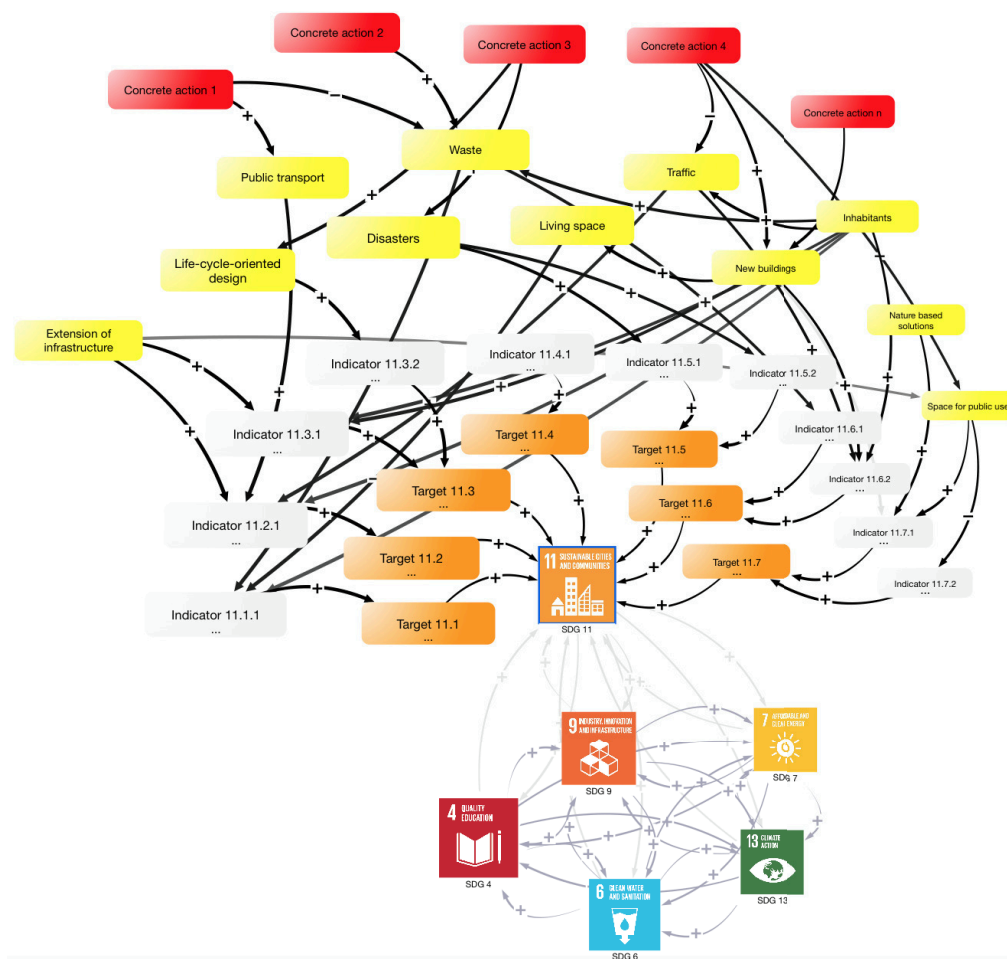 Concrete action 2
Concrete action 3
Concrete action 4
Concrete action 1
Concrete action n
Waste
Public transport
Traffic
Disasters
Living space
Inhabitants
Life-cycle-oriented
design
New buildings
Extension of
infrastructure
Nature based
solutions
Indicator 11.3.2
...
Indicator 11.4.1
...
Indicator 11.5.1
...
Indicator 11.5.2
...
Space for public use
Indicator 11.3.1
...
Target 11.4
...
Target 11.5
...
Indicator 11.6.1
...
Target 11.3
...
Target 11.6
...
Indicator 11.6.2
...
Indicator 11.2.1
...
Indicator 11.7.1
...
Target 11.2
...
Target 11.7
...
Indicator 11.7.2
...
Indicator 11.1.1
...
Target 11.1
...
11 SUSTAINABLE CITIES
AND COMMUNITIES
SDG 11
9 INDUSTRY, INNOVATION
AND INFRASTRUCTURE
SDG 9
7 AFFORDABLE AND
CLEAN ENERGY
SDG 7
4 QUALITY
EDUCATION
SDG 4
13 CLIMATE
ACTION
SDG 13
6 CLEAN WATER
AND SANITATION
SDG 6